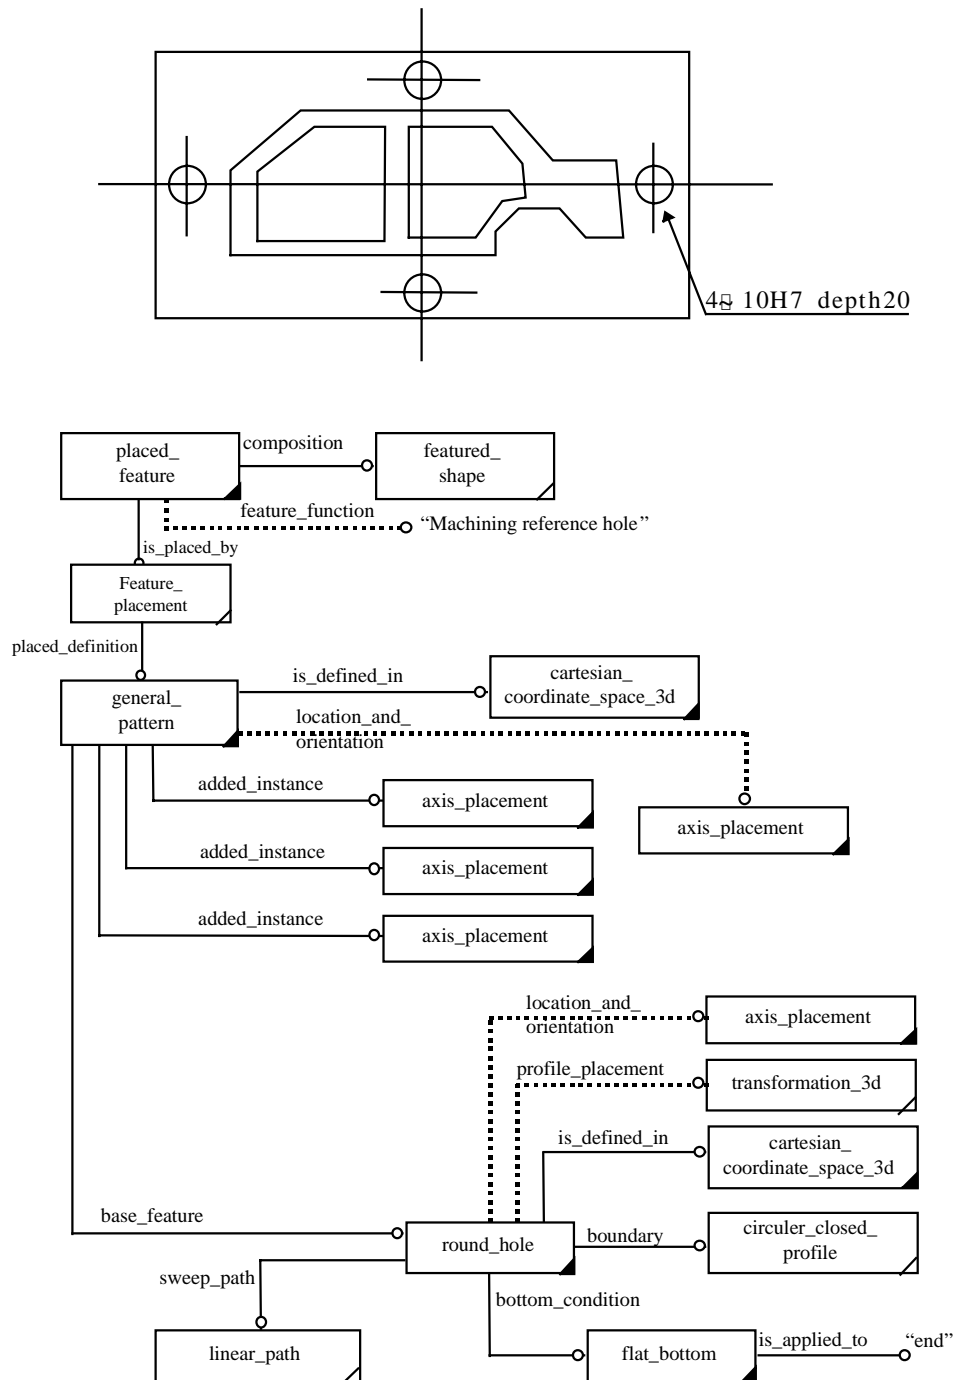 4 10H7 depth20
placed_
feature
composition
featured_
shape
feature_function
“Machining reference hole”
is_placed_by
Feature_
placement
placed_definition
general_
pattern
is_defined_in
cartesian_
coordinate_space_3d
location_and_
orientation
added_instance
axis_placement
axis_placement
added_instance
axis_placement
added_instance
axis_placement
location_and_
orientation
axis_placement
profile_placement
transformation_3d
is_defined_in
cartesian_
coordinate_space_3d
base_feature
round_hole
boundary
circuler_closed_
profile
sweep_path
bottom_condition
linear_path
flat_bottom
is_applied_to
“end”